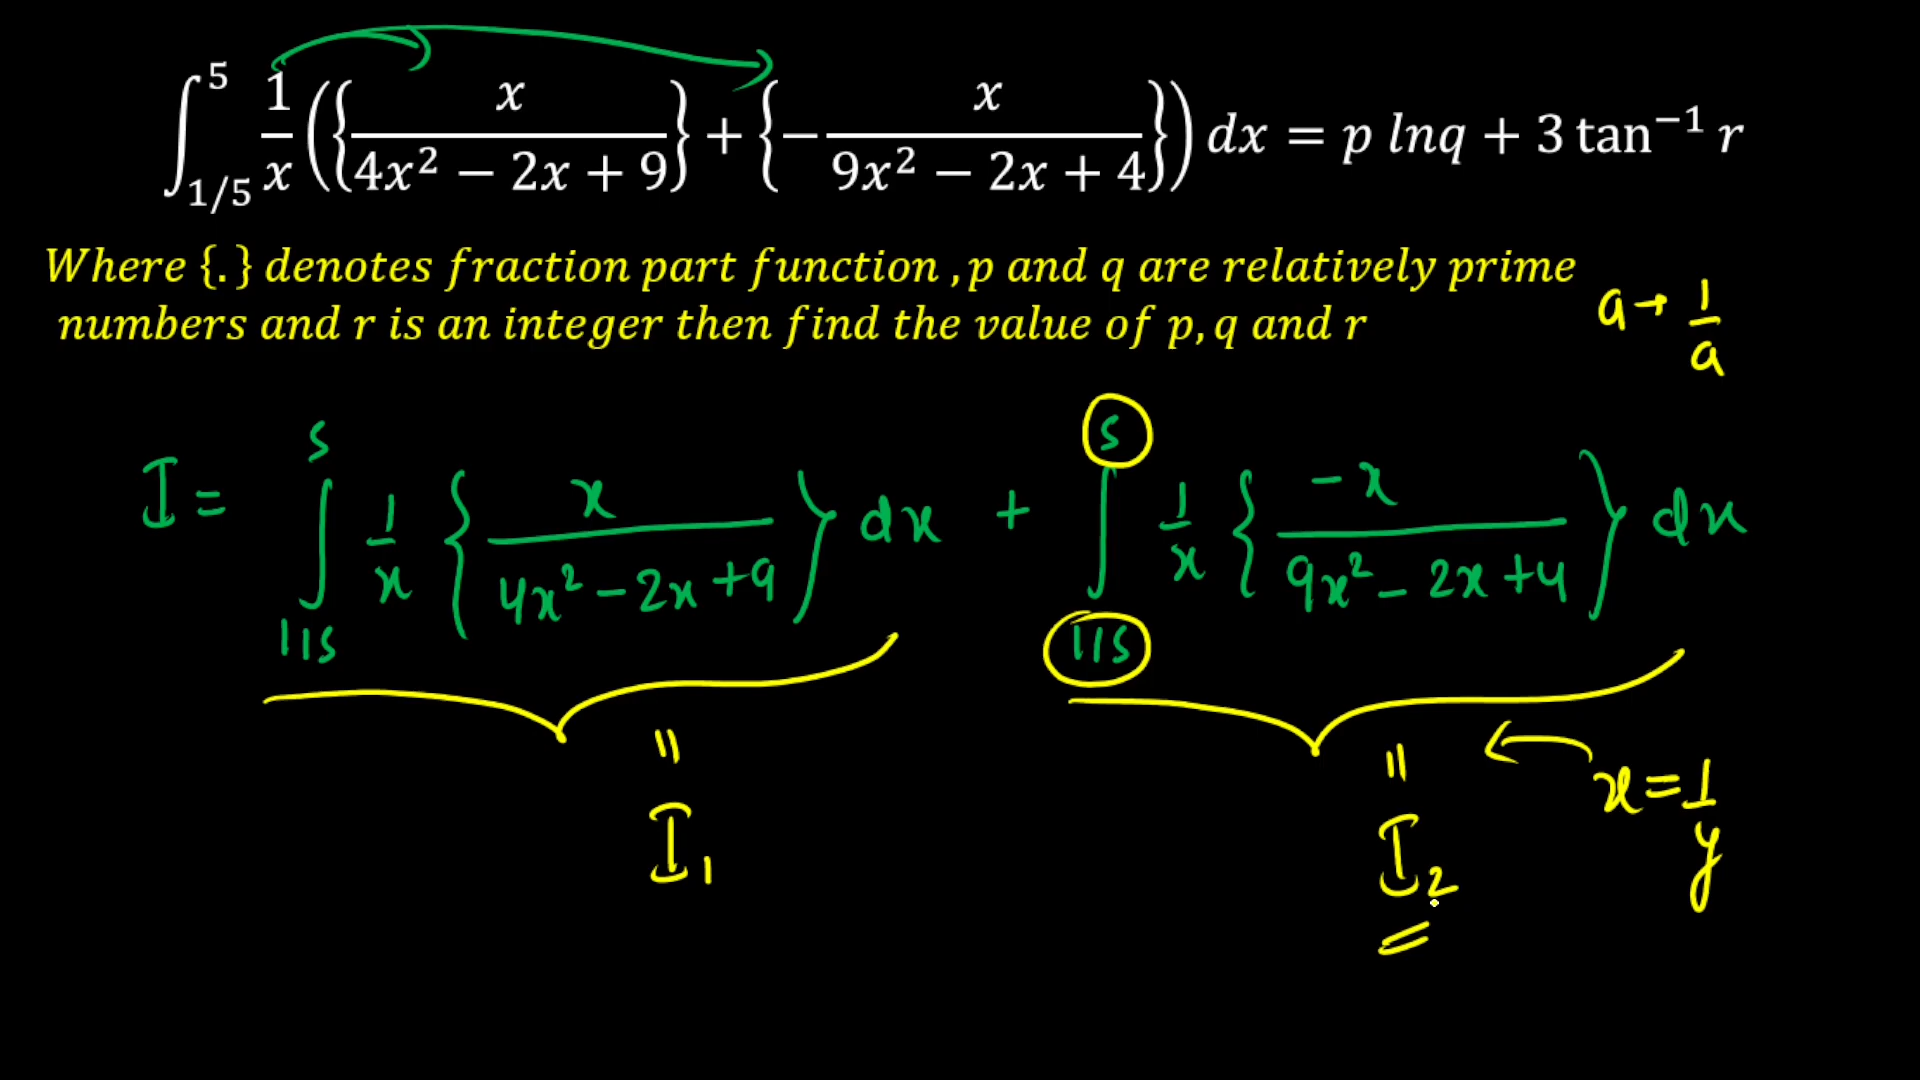 ∫_{1/5}^{5} 1/x ({x/(4x² − 2x + 9)} + {−x/(9x² − 2x + 4)}) dx = p lnq + 3 tan⁻¹ r
Where {.} denotes fraction part function ,p and q are relatively prime
numbers and r is an integer then find the value of p, q and r
a → 1/a
I = ∫_{1/5}^{5} 1/x {x/(4x² − 2x + 9)} dx + ∫_{1/5}^{5} 1/x {−x/(9x² − 2x + 4)} dx
= I₁
= I₂
x = 1/y